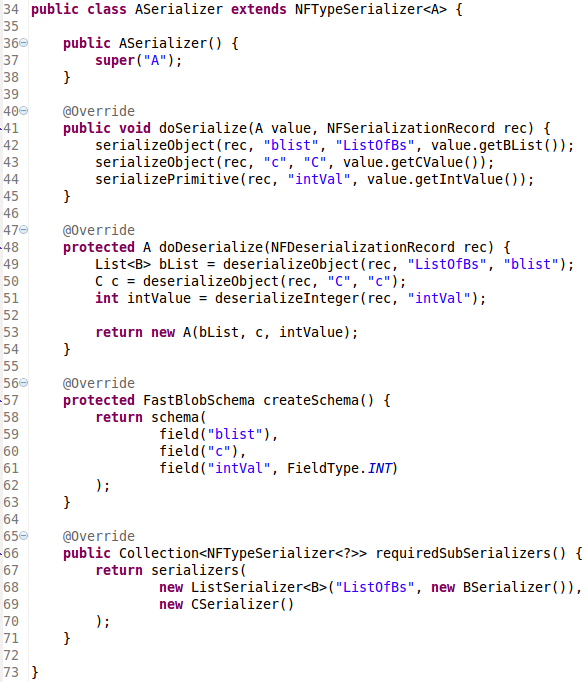 34 public class ASerializer extends NFTypeSerializer<A> {
35
36 public ASerializer() {
37 super("A");
38 }
39
40 @Override
41 public void doSerialize(A value, NFSerializationRecord rec) {
42 serializeObject(rec, "blist", "ListOfBs", value.getBList());
43 serializeObject(rec, "c", "C", value.getCValue());
44 serializePrimitive(rec, "intVal", value.getIntValue());
45 }
46
47 @Override
48 protected A doDeserialize(NFDeserializationRecord rec) {
49 List<B> bList = deserializeObject(rec, "ListOfBs", "blist");
50 C c = deserializeObject(rec, "C", "c");
51 int intValue = deserializeInteger(rec, "intVal");
52
53 return new A(bList, c, intValue);
54 }
55
56 @Override
57 protected FastBlobSchema createSchema() {
58 return schema(
59 field("blist"),
60 field("c"),
61 field("intVal", FieldType.INT)
62 );
63 }
64
65 @Override
66 public Collection<NFTypeSerializer<?>> requiredSubSerializers() {
67 return serializers(
68 new ListSerializer<B>("ListOfBs", new BSerializer()),
69 new CSerializer()
70 );
71 }
72
73 }